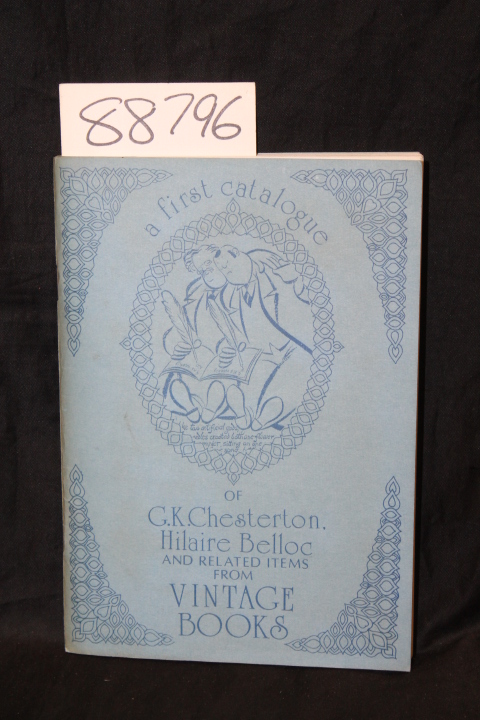 88796
a first catalogue
OF
G.K.Chesterton,
Hilaire Belloc
AND RELATED ITEMS
FROM
VINTAGE
BOOKS